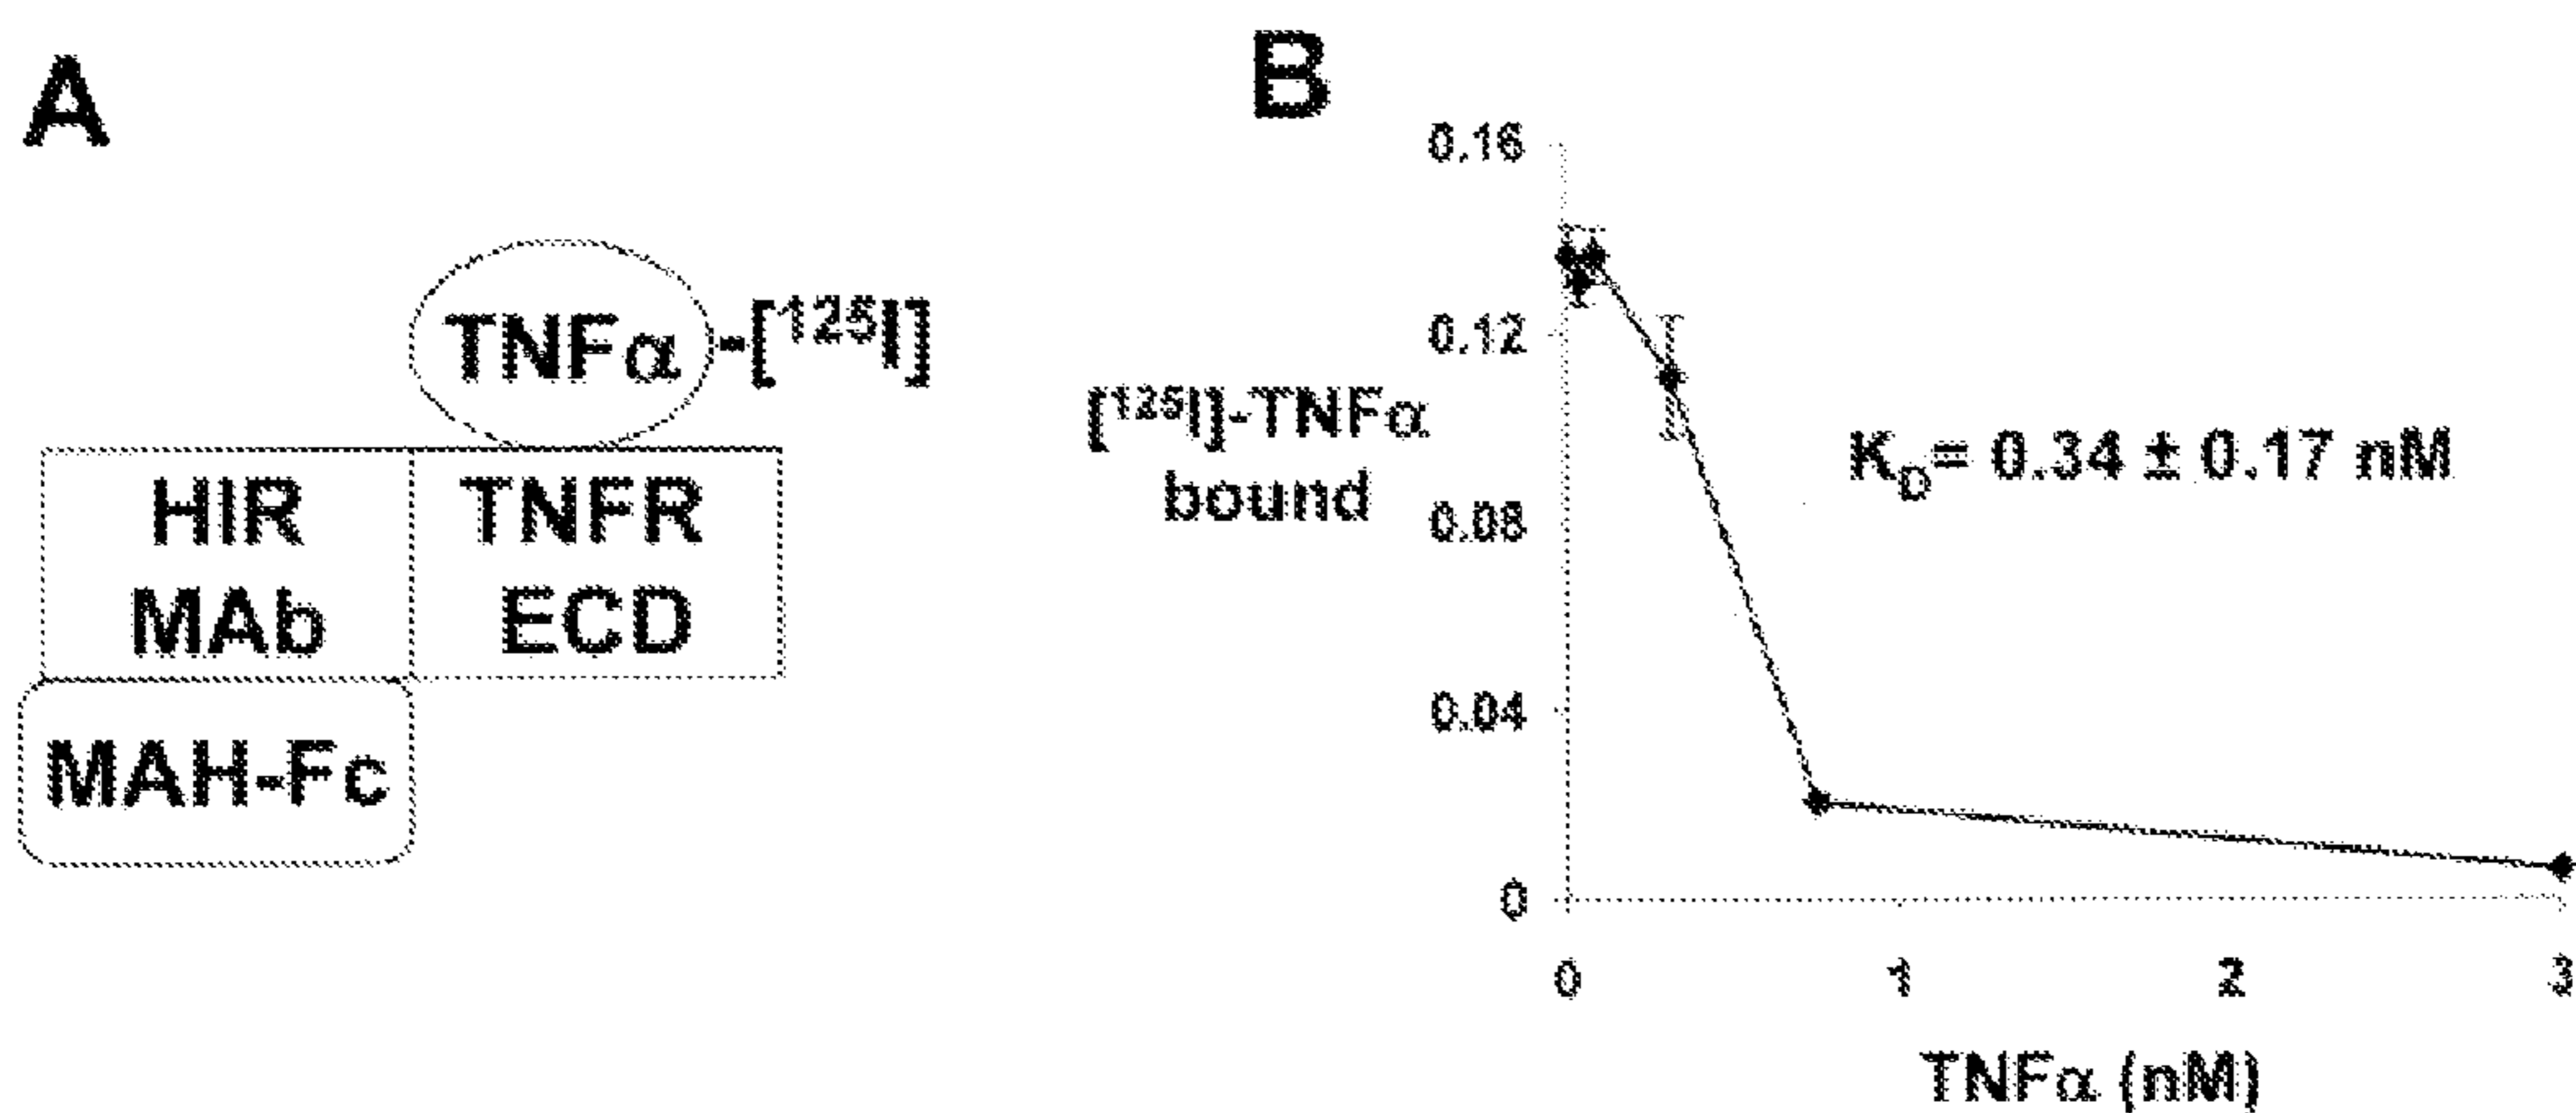 A
TNFα-[¹²⁵I]
HIR
MAb
TNFR
ECD
MAH-Fc
B
0.16
0.12
0.08
0.04
0
[¹²⁵I]-TNFα
bound
K_D= 0.34 ± 0.17 nM
0 1 2 3
TNFα (nM)